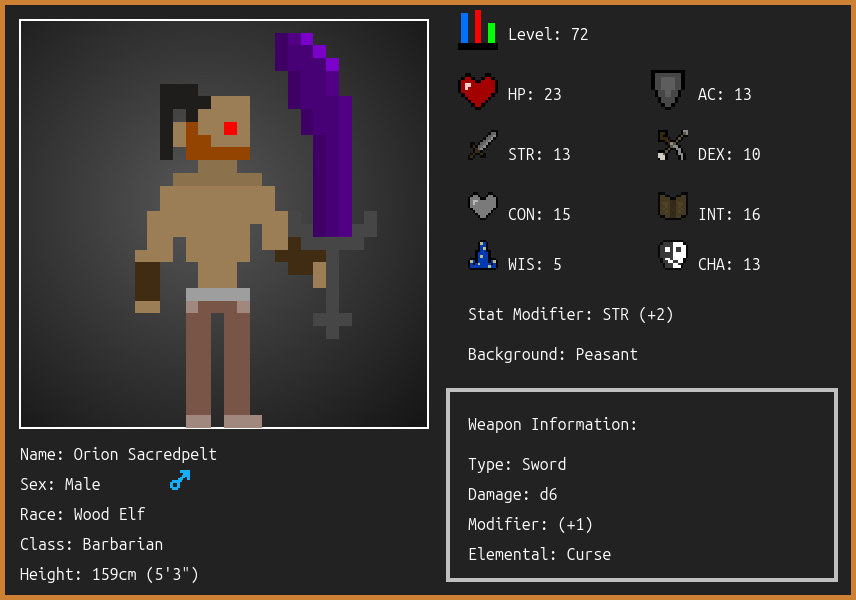 Level: 72
HP: 23
AC: 13
STR: 13
DEX: 10
CON: 15
INT: 16
WIS: 5
CHA: 13
Stat Modifier: STR (+2)
Background: Peasant
Name: Orion Sacredpelt
Sex: Male
Race: Wood Elf
Class: Barbarian
Height: 159cm (5'3")
Weapon Information:
Type: Sword
Damage: d6
Modifier: (+1)
Elemental: Curse